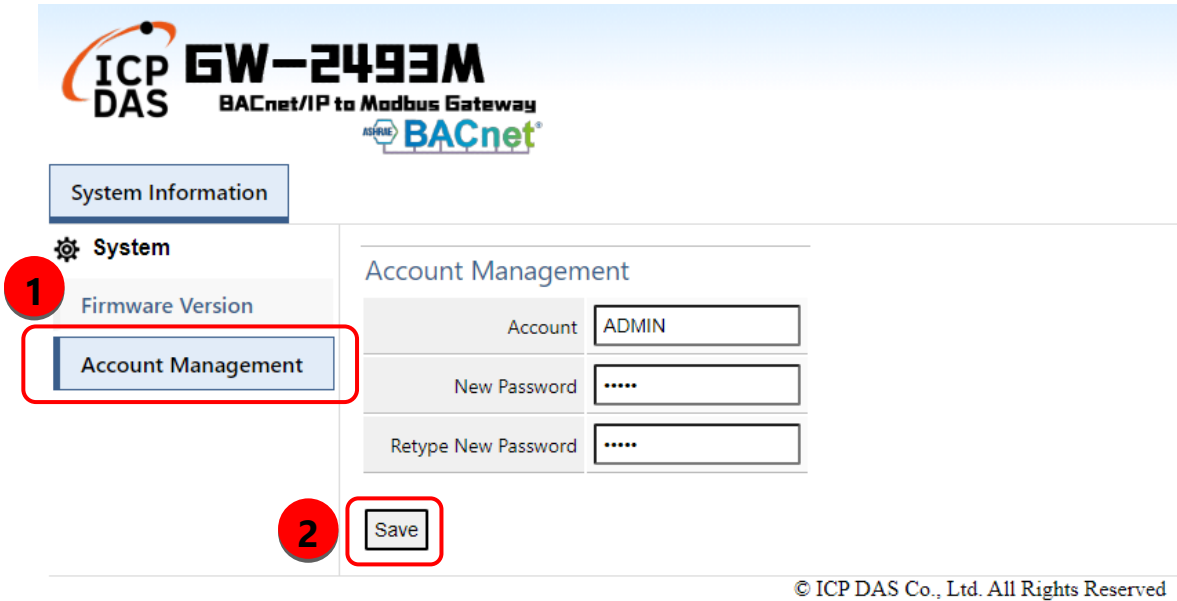 ICP DAS
GW-2493M
BACnet/IP to Modbus Gateway
ASHRAE BACnet®
System Information
System
1
Firmware Version
Account Management
Account Management
Account ADMIN
New Password •••••
Retype New Password •••••
2
Save
© ICP DAS Co., Ltd. All Rights Reserved